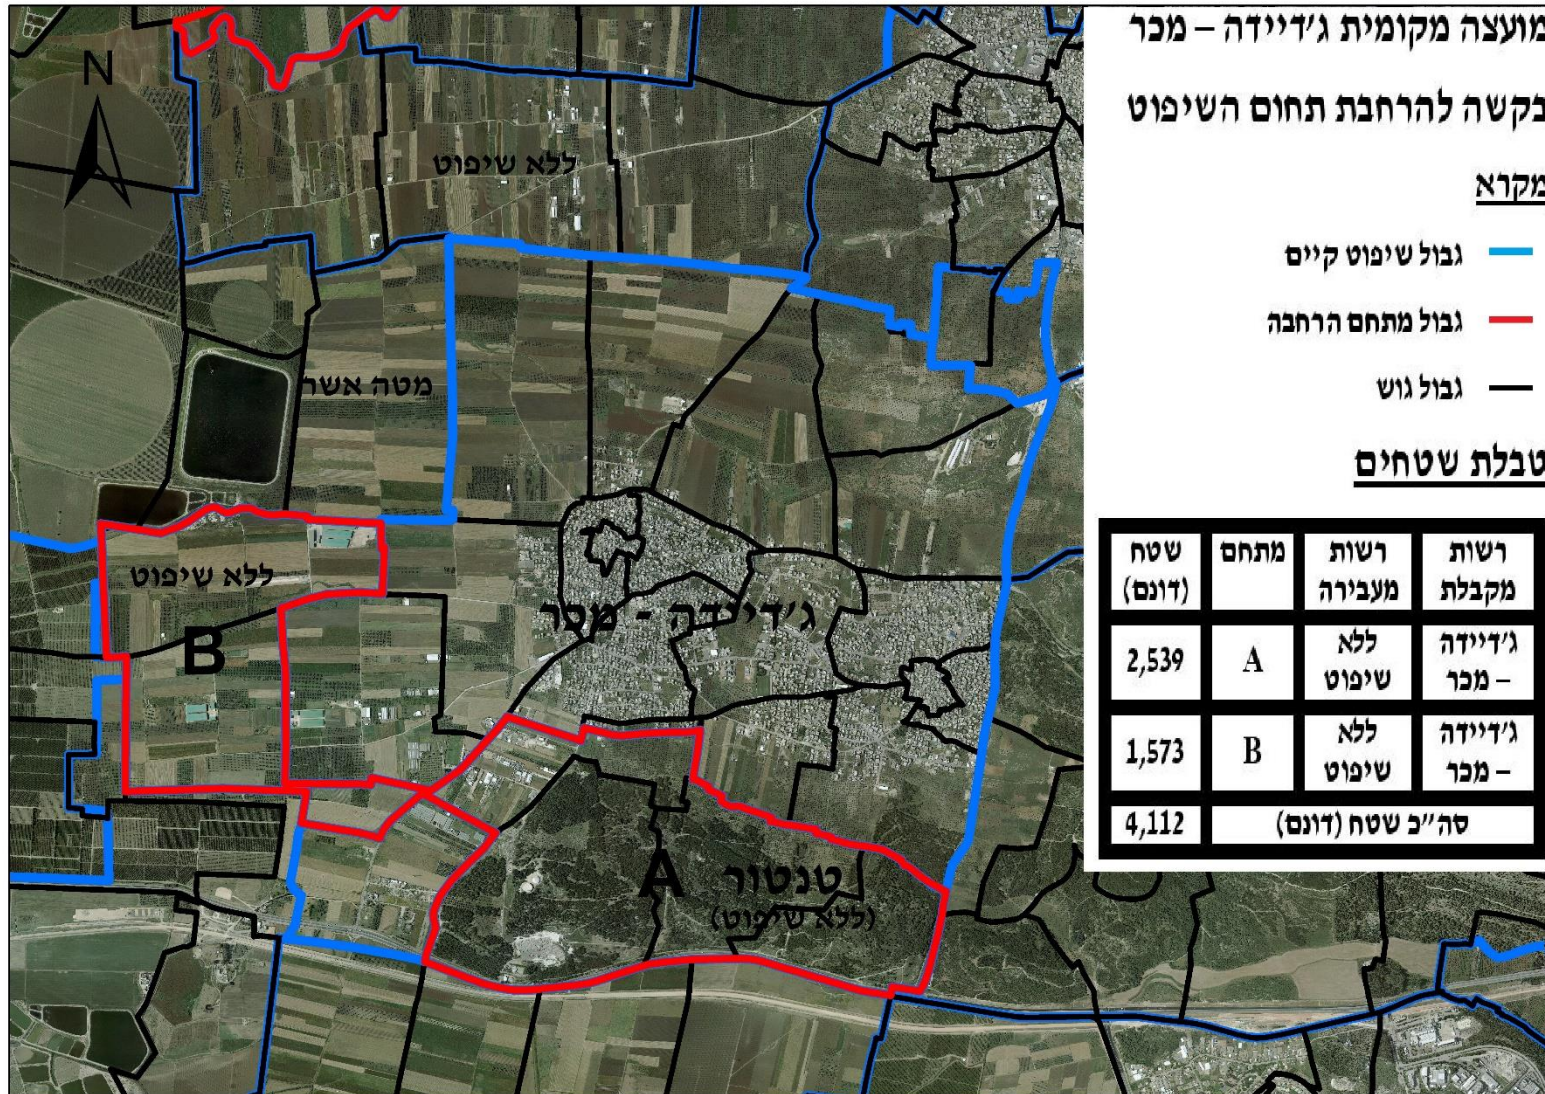 מועצה מקומית ג'דיידה – מכר
בקשה להרחבת תחום השיפוט
מקרא
גבול שיפוט קיים
גבול מתחם הרחבה
גבול גוש
טבלת שטחים
רשות מקבלת
רשות מעבירה
מתחם
שטח (דונם)
ג'דיידה – מכר
ללא שיפוט
A
2,539
ג'דיידה – מכר
ללא שיפוט
B
1,573
סה"כ שטח (דונם)
4,112
N
ללא שיפוט
מטה אשר
ללא שיפוט
B
ג'דיידה - מכר
A
טנטור
(ללא שיפוט)